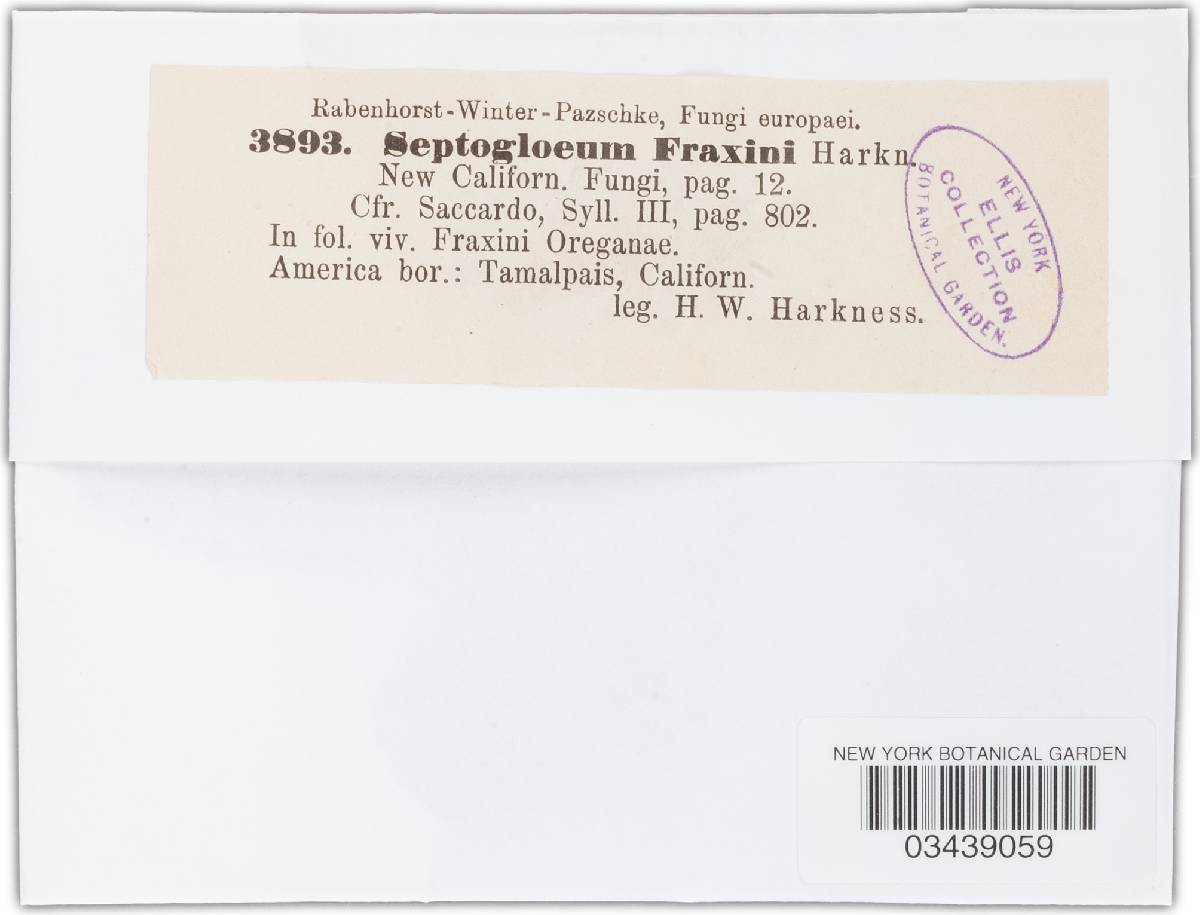 Rabenhorst-Winter-Pazschke, Fungi europaei.
3893. Septogloeum Fraxini Harkn.
New Californ. Fungi, pag. 12.
Cfr. Saccardo, Syll. III, pag. 802.
In fol. viv. Fraxini Oreganae.
America bor.: Tamalpais, Californ.
leg. H. W. Harkness.
NEW YORK
ELLIS
COLLECTION
BOTANICAL GARDEN.
NEW YORK BOTANICAL GARDEN
03439059